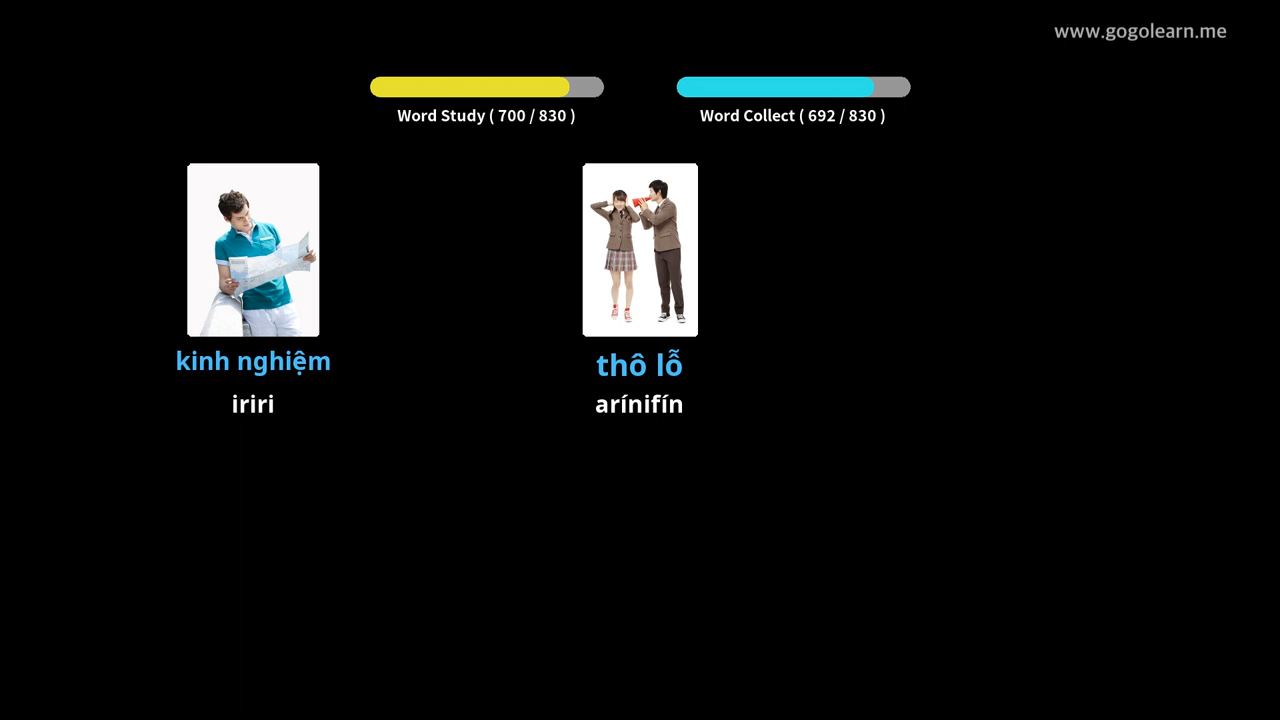 www.gogolearn.me
Word Study ( 700 / 830 )
Word Collect ( 692 / 830 )
kinh nghiệm
thô lỗ
iriri
arínifín